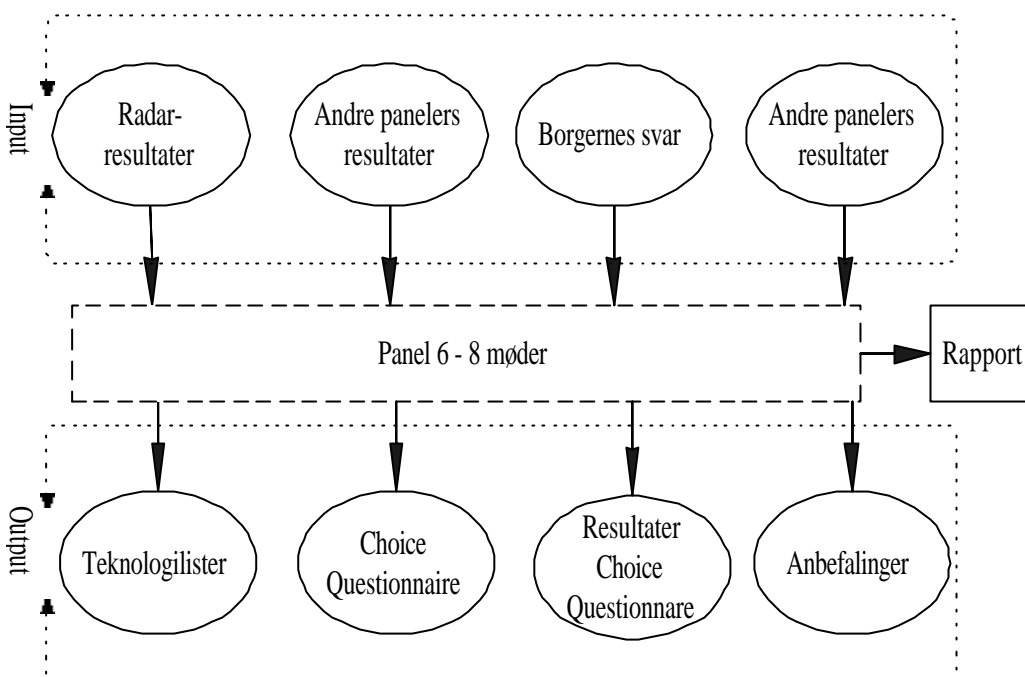 Input
Radar-
resultater
Andre panelers
resultater
Borgernes svar
Andre panelers
resultater
Panel 6 - 8 møder
Rapport
Output
Teknologilister
Choice
Questionnaire
Resultater
Choice
Questionnare
Anbefalinger